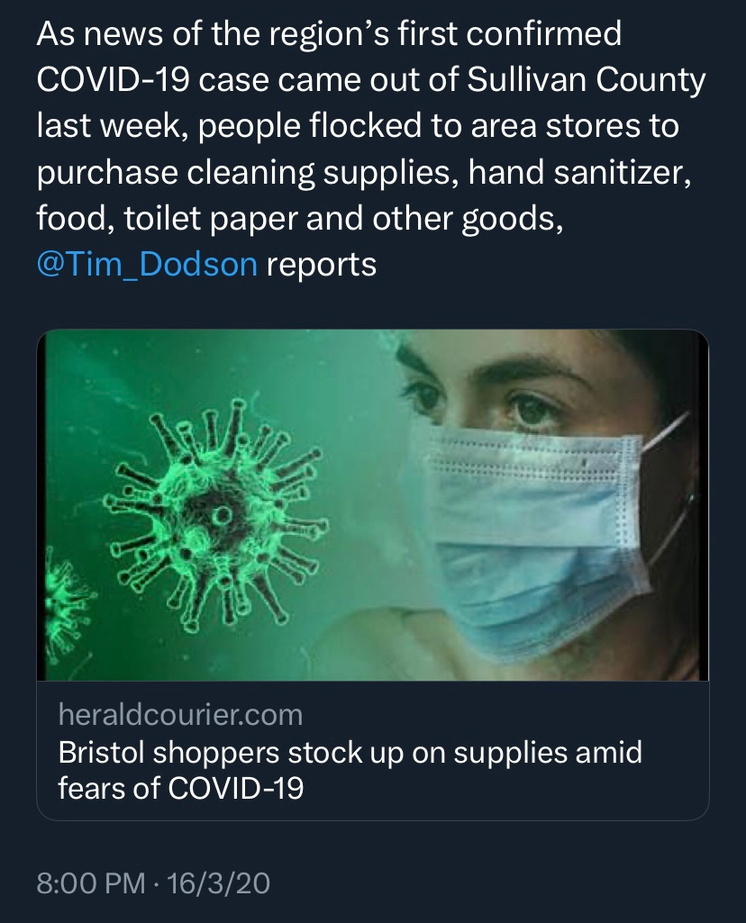 As news of the region’s first confirmed
COVID-19 case came out of Sullivan County
last week, people flocked to area stores to
purchase cleaning supplies, hand sanitizer,
food, toilet paper and other goods,
@Tim_Dodson reports
heraldcourier.com
Bristol shoppers stock up on supplies amid
fears of COVID-19
8:00 PM · 16/3/20